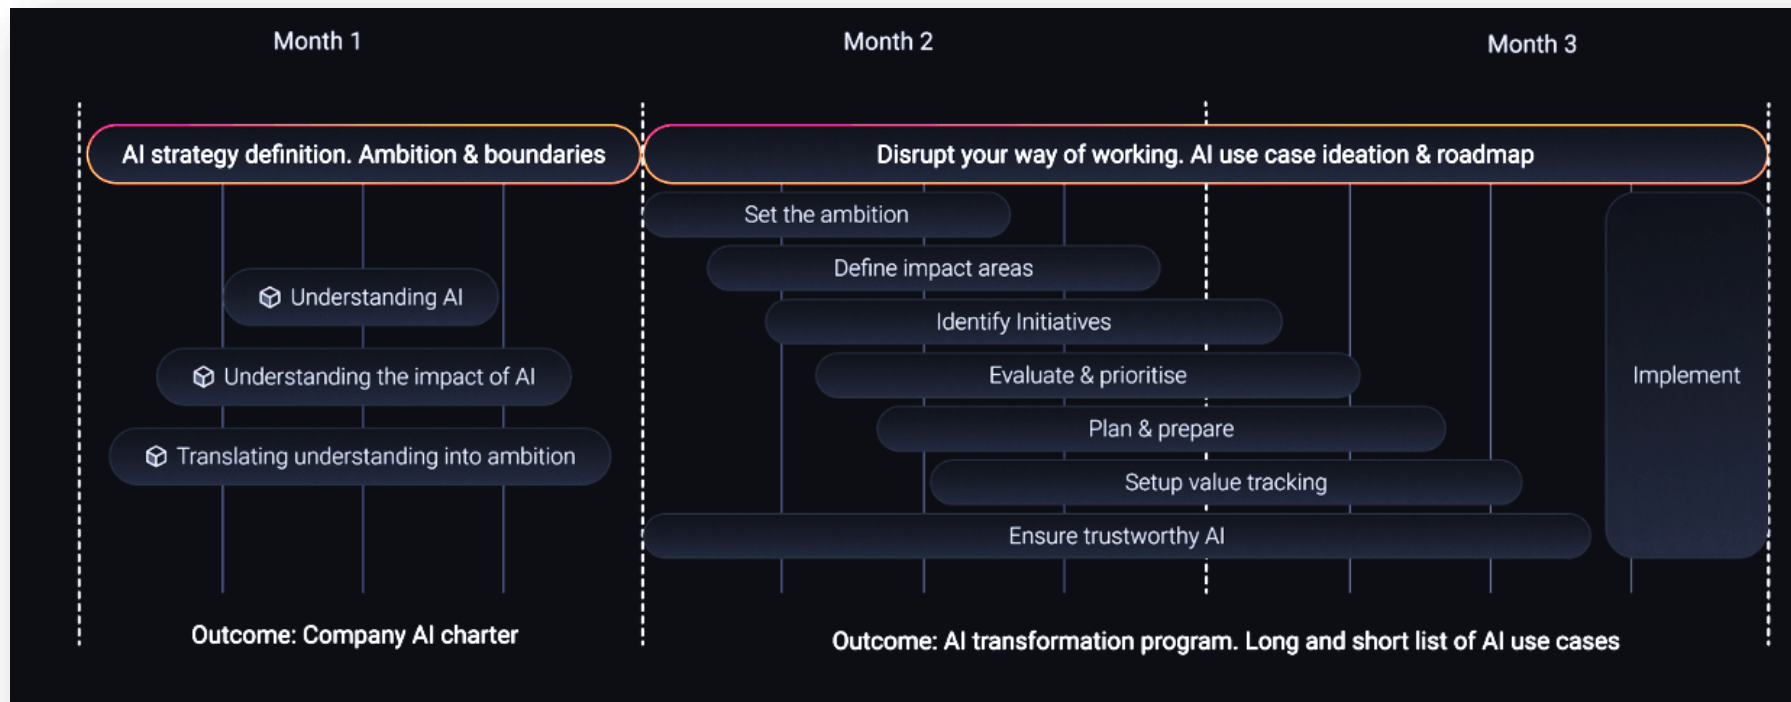 Month 1
Month 2
Month 3
AI strategy definition. Ambition & boundaries
Disrupt your way of working. AI use case ideation & roadmap
Set the ambition
Define impact areas
Understanding AI
Identify Initiatives
Understanding the impact of AI
Evaluate & prioritise
Implement
Plan & prepare
Translating understanding into ambition
Setup value tracking
Ensure trustworthy AI
Outcome: Company AI charter
Outcome: AI transformation program. Long and short list of AI use cases